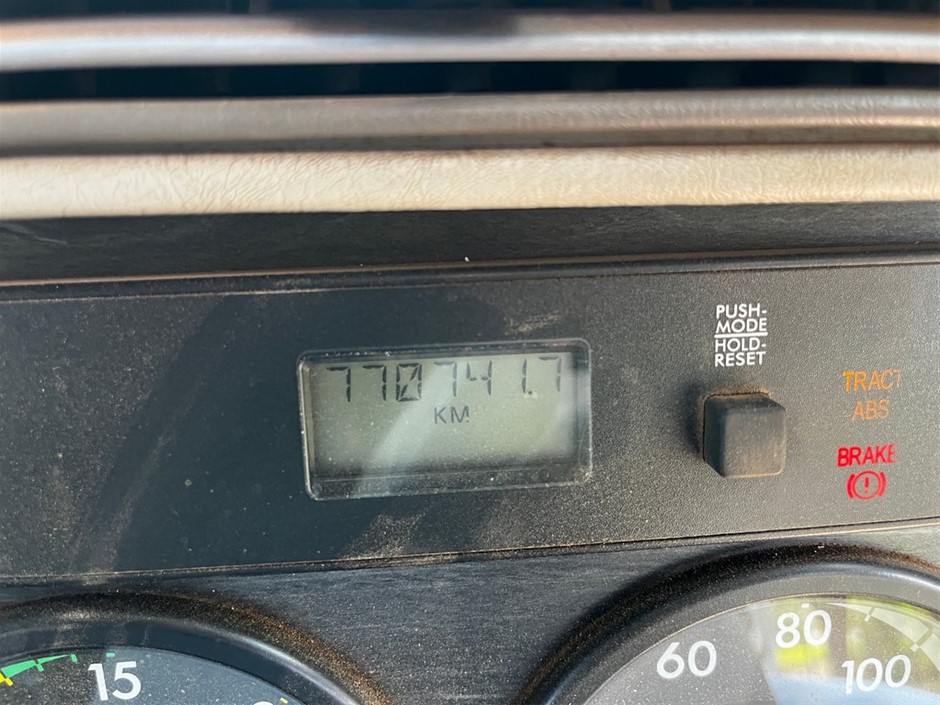 770741.7
KM
PUSH-
MODE
HOLD-
RESET
TRACT
ABS
BRAKE
15
60
80
100